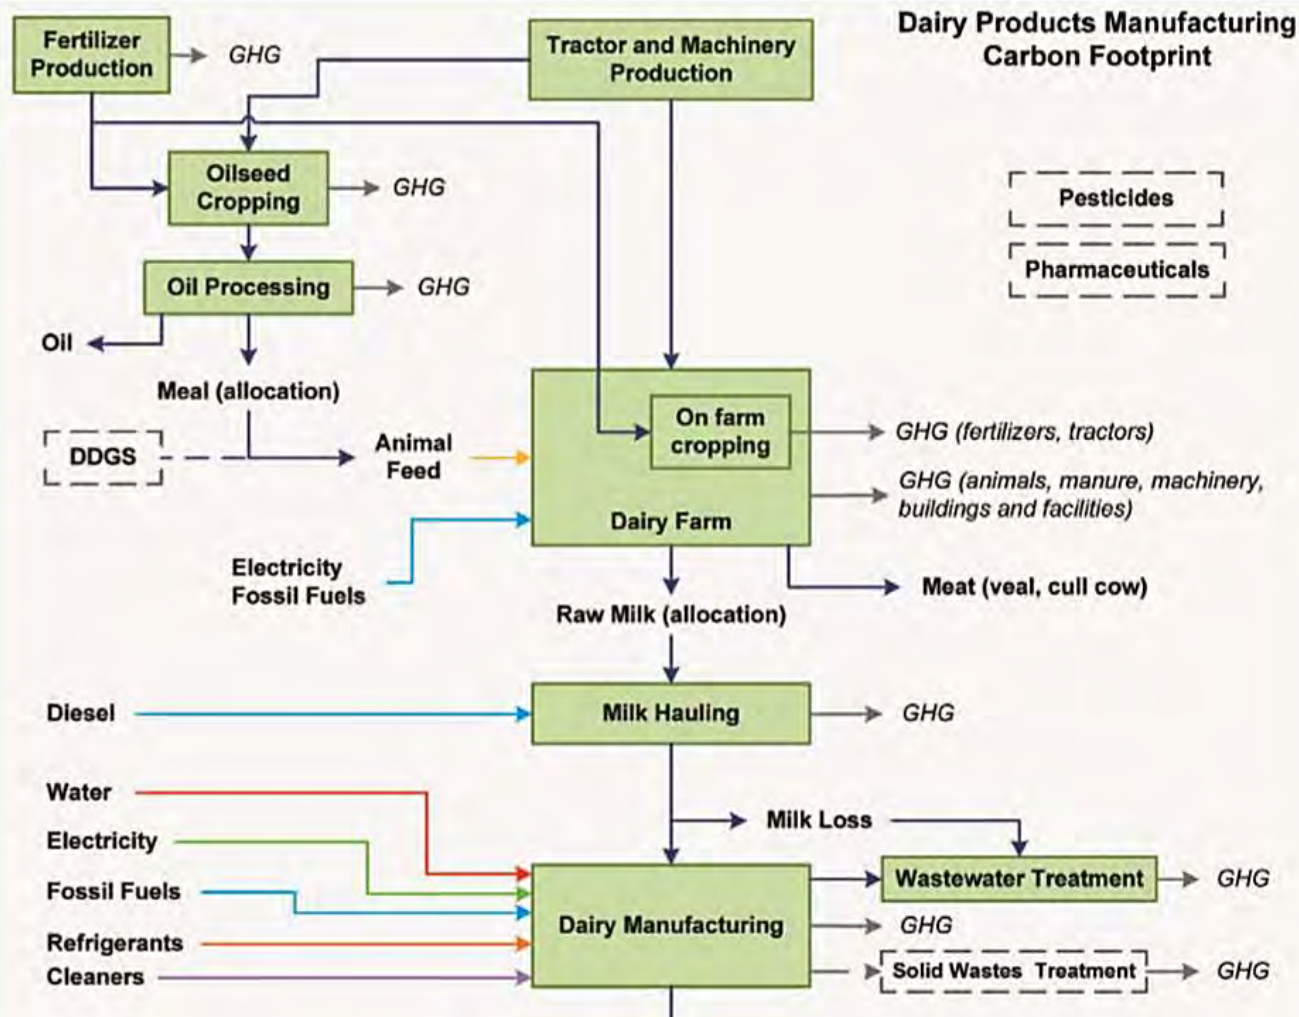 Dairy Products Manufacturing
Carbon Footprint
Fertilizer
Production
GHG
Tractor and Machinery
Production
Oilseed
Cropping
GHG
Pesticides
Pharmaceuticals
Oil Processing
GHG
Oil
Meal (allocation)
DDGS
Animal
Feed
On farm
cropping
GHG (fertilizers, tractors)
GHG (animals, manure, machinery,
buildings and facilities)
Dairy Farm
Electricity
Fossil Fuels
Meat (veal, cull cow)
Raw Milk (allocation)
Diesel
Milk Hauling
GHG
Water
Milk Loss
Electricity
Fossil Fuels
Refrigerants
Cleaners
Dairy Manufacturing
Wastewater Treatment
GHG
GHG
Solid Wastes Treatment
GHG